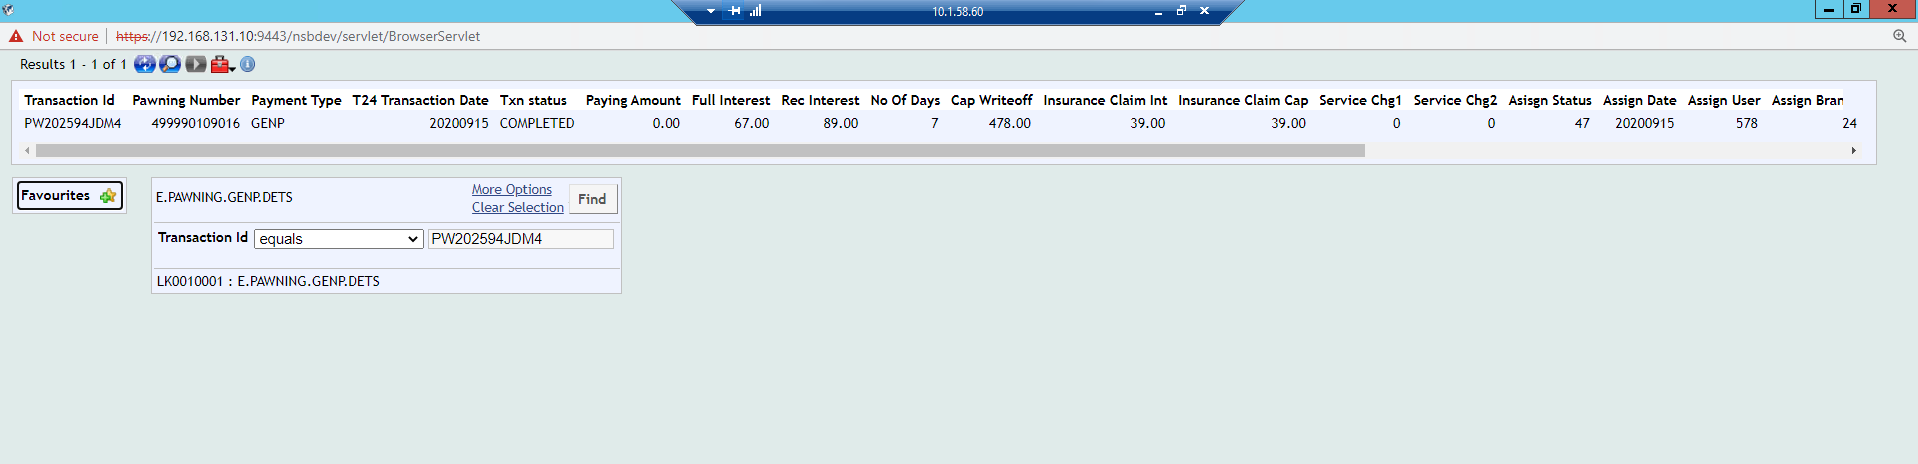 10.1.58.60
Not secure https://192.168.131.10:9443/nsbdev/servlet/BrowserServlet
Results 1 - 1 of 1
Transaction Id Pawning Number Payment Type T24 Transaction Date Txn status Paying Amount Full Interest Rec Interest No Of Days Cap Writeoff Insurance Claim Int Insurance Claim Cap Service Chg1 Service Chg2 Asisgn Status Assign Date Assign User Assign Bran
PW202594JDM4 499990109016 GENP 20200915 COMPLETED 0.00 67.00 89.00 7 478.00 39.00 39.00 0 0 47 20200915 578 24
Favourites
E.PAWNING.GENP.DETS
More Options
Clear Selection
Find
Transaction Id equals PW202594JDM4
LK0010001 : E.PAWNING.GENP.DETS